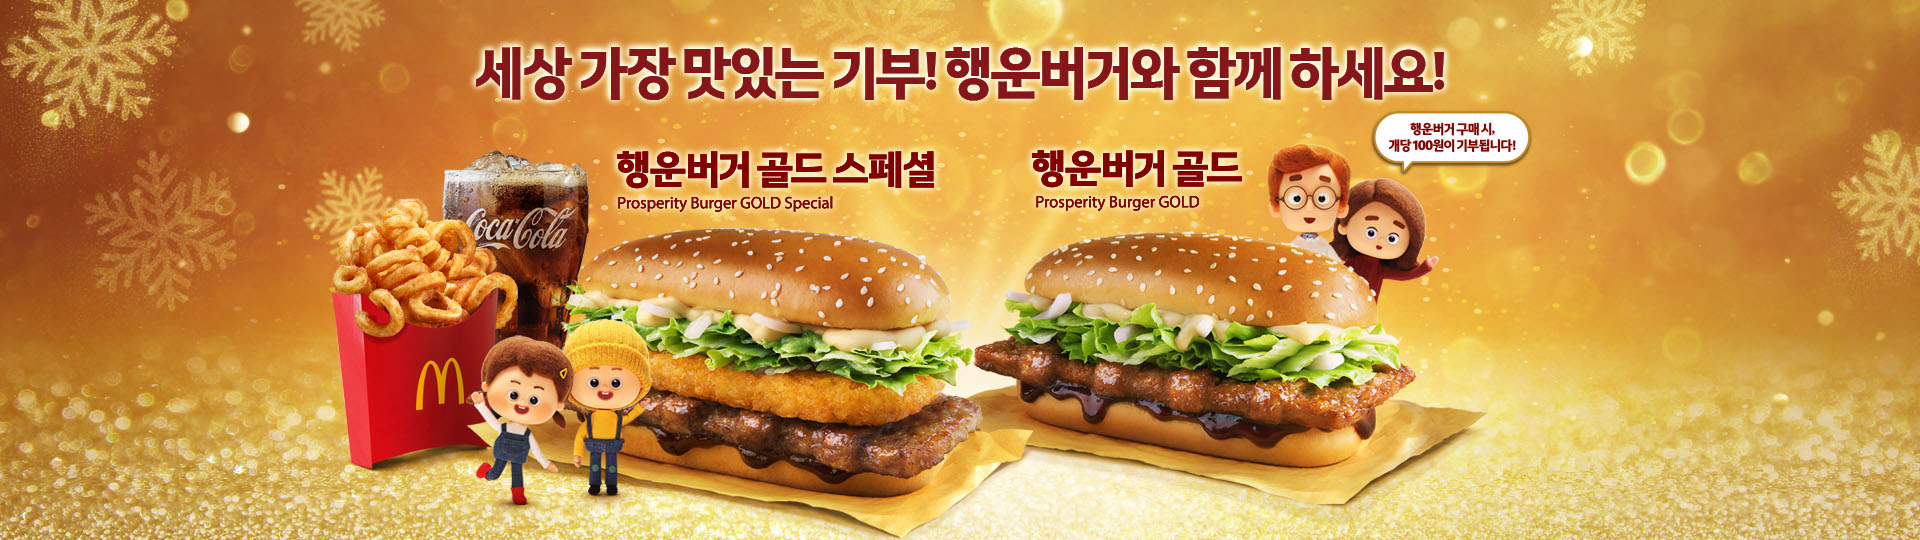 세상 가장 맛있는 기부! 행운버거와 함께 하세요!
행운버거 구매 시,
개당 100원이 기부됩니다!
행운버거 골드 스페셜
Prosperity Burger GOLD Special
행운버거 골드
Prosperity Burger GOLD
Coca-Cola